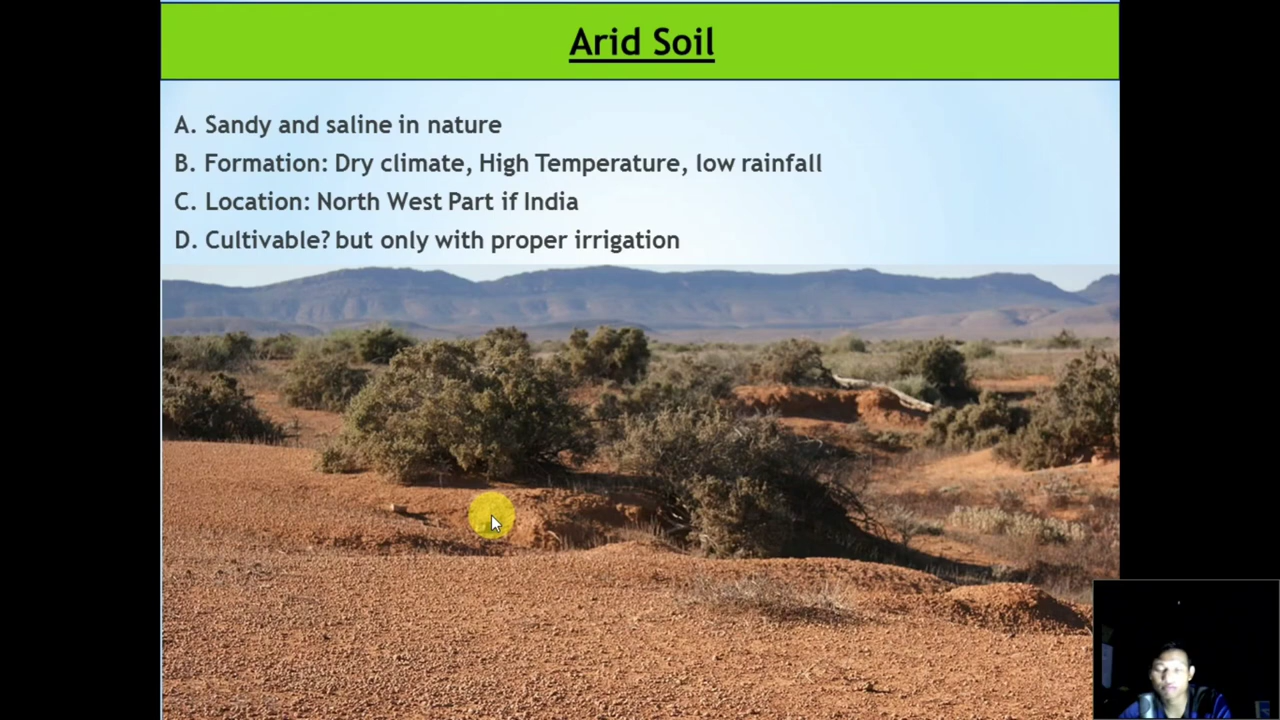 Arid Soil
A. Sandy and saline in nature
B. Formation: Dry climate, High Temperature, low rainfall
C. Location: North West Part if India
D. Cultivable? but only with proper irrigation